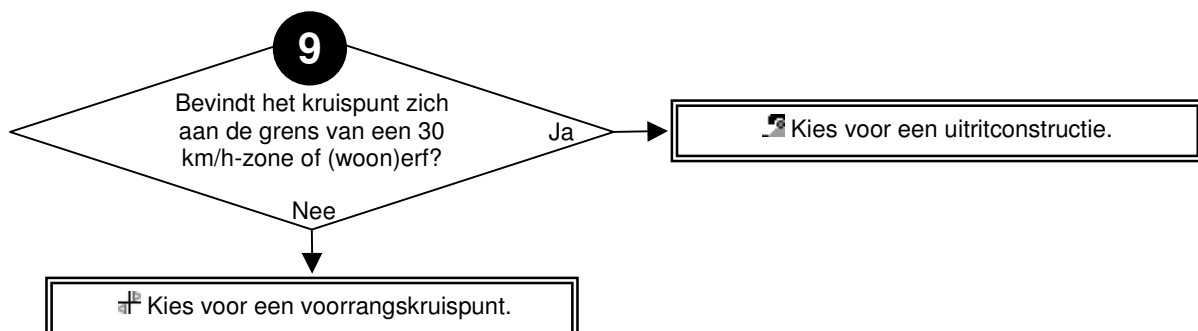 9
Bevindt het kruispunt zich
aan de grens van een 30
km/h-zone of (woon)erf?
Ja
Kies voor een uitritconstructie.
Nee
Kies voor een voorrangskruispunt.